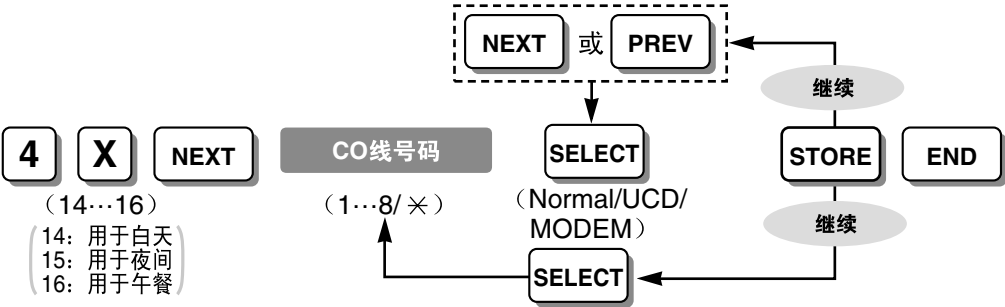 NEXT 或 PREV
继续
4 X NEXT CO线号码 SELECT STORE END
(14…16) (1…8/ ✳) (Normal/UCD/
MODEM)
继续
14: 用于白天
15: 用于夜间
16: 用于午餐
SELECT